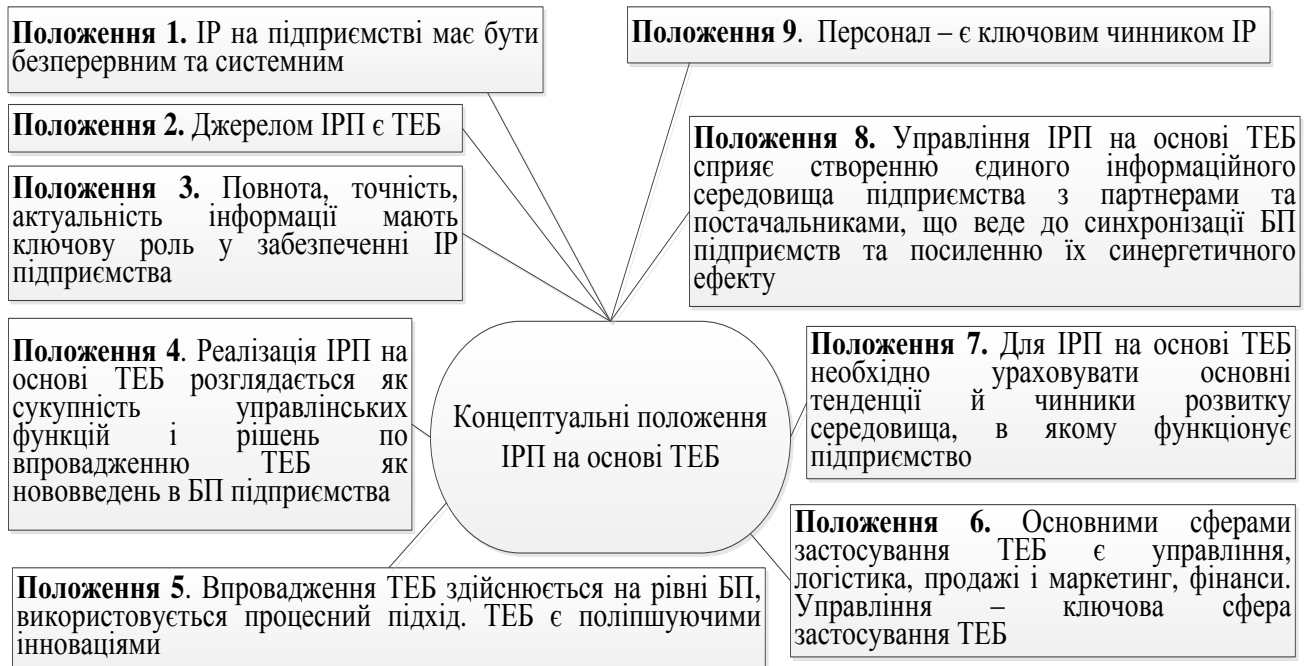 Положення 1. ІР на підприємстві має бути
безперервним та системним
Положення 2. Джерелом ІРП є ТЕБ
Положення 3. Повнота, точність,
актуальність інформації мають
ключову роль у забезпеченні ІР
підприємства
Положення 4. Реалізація ІРП на
основі ТЕБ розглядається як
сукупність управлінських
функцій і рішень по
впровадженню ТЕБ як
нововведень в БП підприємства
Положення 5. Впровадження ТЕБ здійснюється на рівні БП,
використовується процесний підхід. ТЕБ є поліпшуючими
інноваціями
Концептуальні положення
ІРП на основі ТЕБ
Положення 9. Персонал – є ключовим чинником ІР
Положення 8. Управління ІРП на основі ТЕБ
сприяє створенню єдиного інформаційного
середовища підприємства з партнерами та
постачальниками, що веде до синхронізації БП
підприємств та посиленню їх синергетичного
ефекту
Положення 7. Для ІРП на основі ТЕБ
необхідно ураховувати основні
тенденції й чинники розвитку
середовища, в якому функціонує
підприємство
Положення 6. Основними сферами
застосування ТЕБ є управління,
логістика, продажі і маркетинг, фінанси.
Управління – ключова сфера
застосування ТЕБ